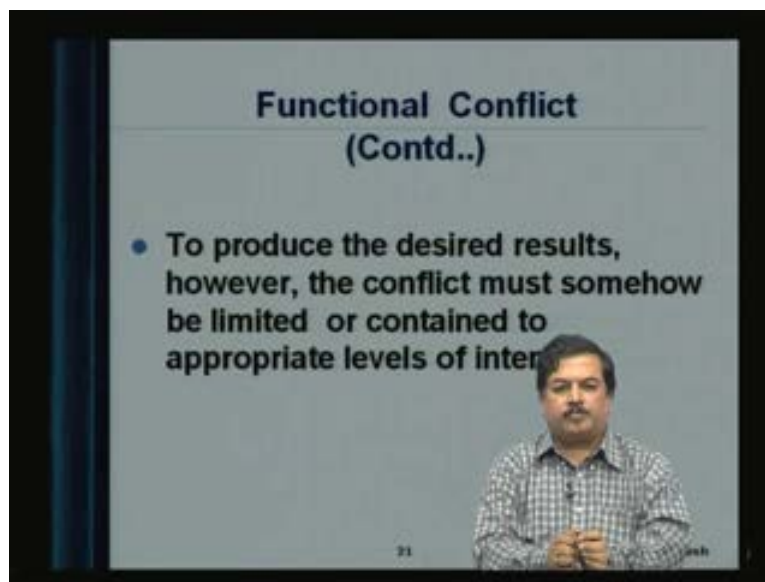 Functional Conflict
(Contd..)
• To produce the desired results,
however, the conflict must somehow
be limited or contained to
appropriate levels of inter
21